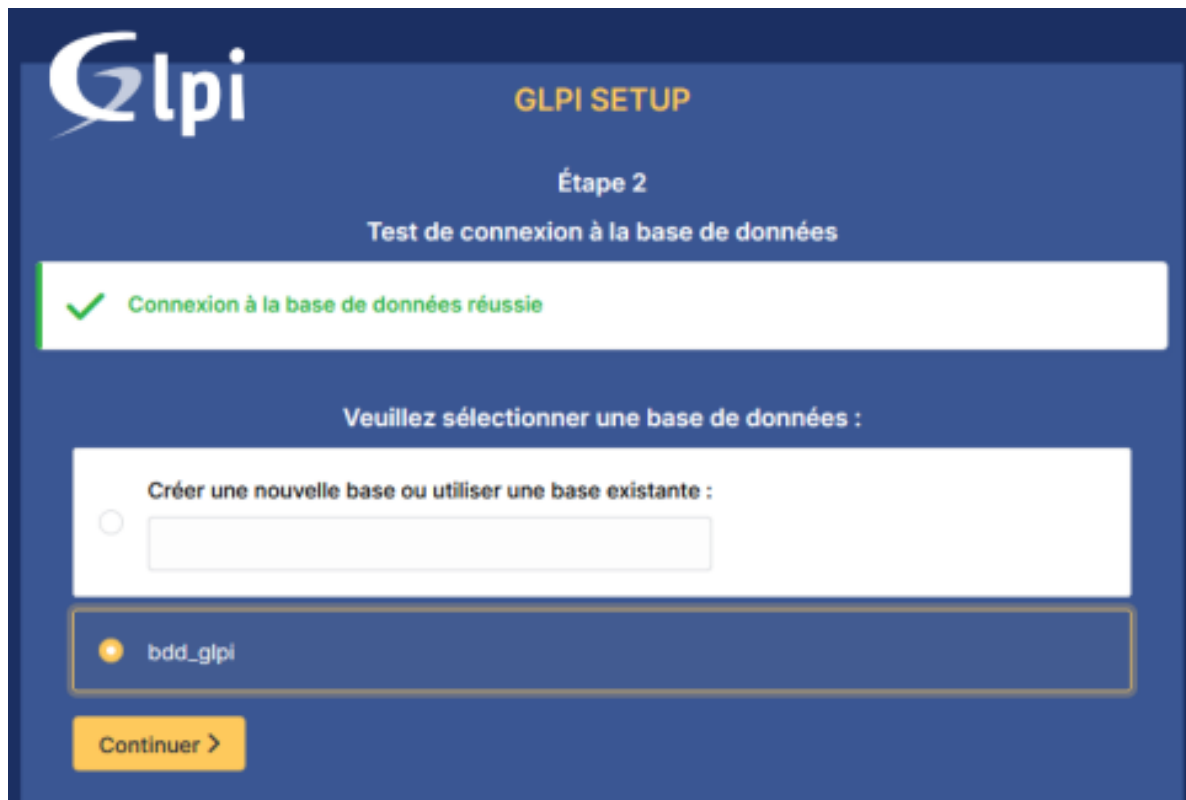 Glpi
GLPI SETUP
Étape 2
Test de connexion à la base de données
Connexion à la base de données réussie
Veuillez sélectionner une base de données :
Créer une nouvelle base ou utiliser une base existante :
bdd_glpi
Continuer >